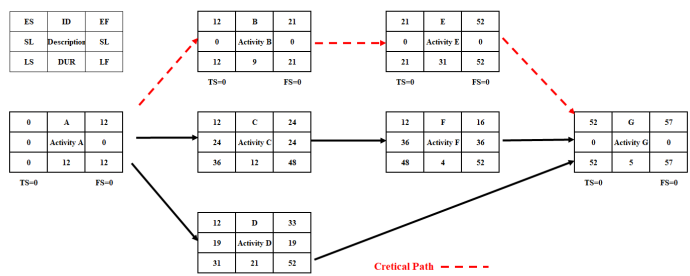 ES ID EF
SL Description SL
LS DUR LF
12 B 21
0 Activity B 0
12 9 21
TS=0 FS=0
21 E 52
0 Activity E 0
21 31 52
TS=0 FS=0
0 A 12
0 Activity A 0
0 12 12
TS=0 FS=0
12 C 24
24 Activity C 24
36 12 48
12 F 16
36 Activity F 36
48 4 52
52 G 57
0 Activity G 0
52 5 57
TS=0 FS=0
12 D 33
19 Activity D 19
31 21 52
Cretical Path